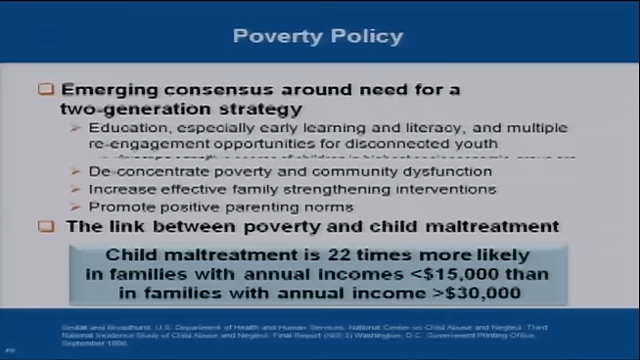 Poverty Policy
Emerging consensus around need for a
two-generation strategy
Education, especially early learning and literacy, and multiple
re-engagement opportunities for disconnected youth
De-concentrate poverty and community dysfunction
Increase effective family strengthening interventions
Promote positive parenting norms
The link between poverty and child maltreatment
Child maltreatment is 22 times more likely
in families with annual incomes <$15,000 than
in families with annual income >$30,000
Sedlak and Broadhurst: U.S. Department of Health and Human Services, National Center on Child Abuse and Neglect. Third
National Incidence Study of Child Abuse and Neglect. Final Report (NIS-3) Washington, D.C. Government Printing Office,
September 1996.